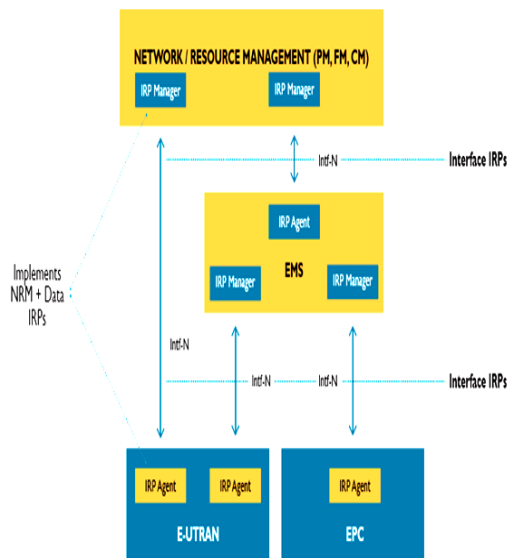 NETWORK / RESOURCE MANAGEMENT (PM, FM, CM)
IRP Manager
IRP Manager
Intf-N
Interface IRPs
IRP Agent
EMS
IRP Manager
IRP Manager
Implements
NRM + Data
IRPs
Intf-N
Intf-N
Intf-N
Interface IRPs
IRP Agent
IRP Agent
IRP Agent
E-UTRAN
EPC